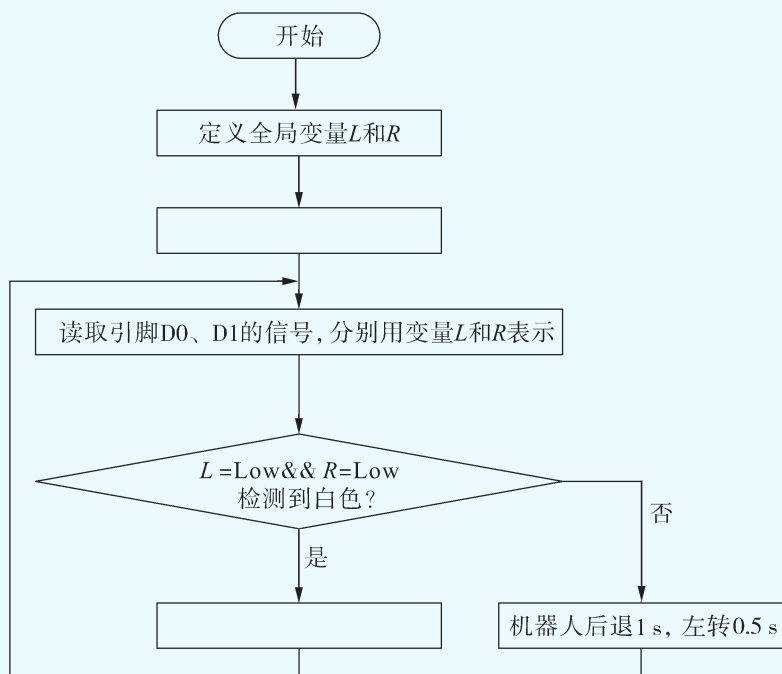 开始
定义全局变量L和R
读取引脚D0、D1的信号,分别用变量L和R表示
L=Low&& R=Low
检测到白色?
否
是
机器人后退1 s, 左转0.5 s